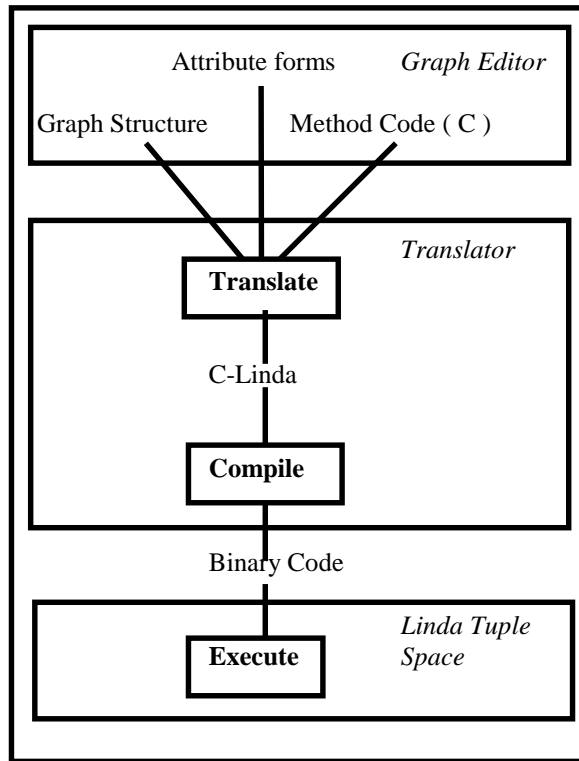 Attribute forms
Graph Editor
Graph Structure
Method Code ( C )
Translator
Translate
C-Linda
Compile
Binary Code
Linda Tuple
Space
Execute